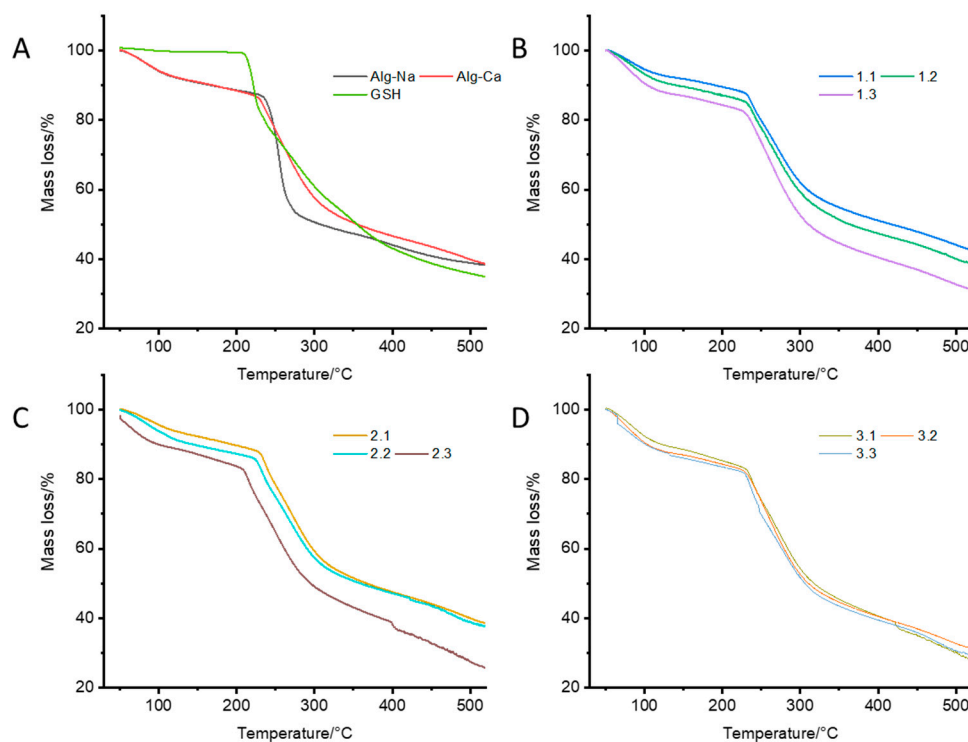 A
100
80
60
40
20
Mass loss/%
Alg-Na Alg-Ca
GSH
100 200 300 400 500
Temperature/°C
B
100
80
60
40
20
Mass loss/%
1.1 1.2
1.3
100 200 300 400 500
Temperature/°C
C
100
80
60
40
20
Mass loss/%
2.1
2.2 2.3
100 200 300 400 500
Temperature/°C
D
100
80
60
40
20
Mass loss/%
3.1 3.2
3.3
100 200 300 400 500
Temperature/°C